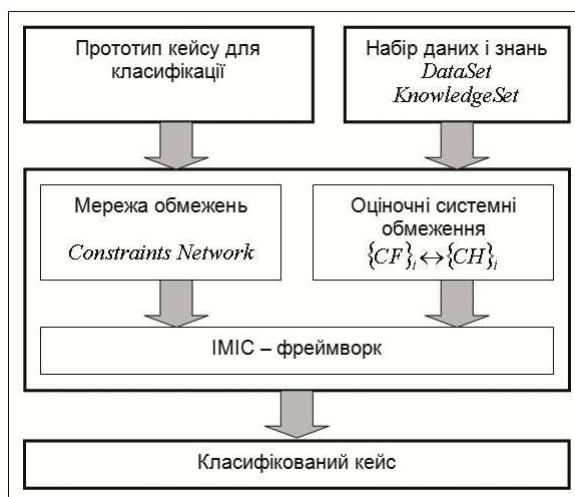 Прототип кейсу для
класифікації
Набір даних і знань
DataSet
KnowledgeSet
Мережа обмежень
Constraints Network
Оціночні системні
обмеження
{CF}ᵢ↔{CH}ᵢ
ІМІС – фреймворк
Класифікований кейс